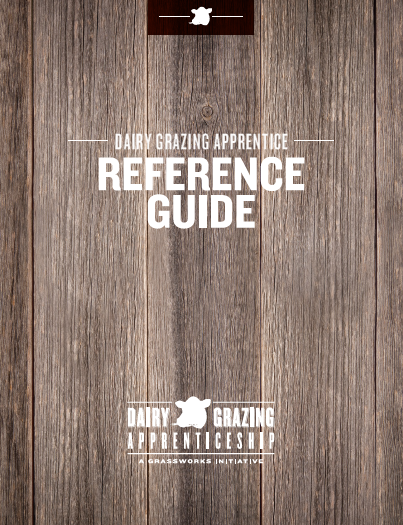 DAIRY GRAZING APPRENTICE
REFERENCE
GUIDE
DAIRY GRAZING
APPRENTICESHIP
A GRASSWORKS INITIATIVE